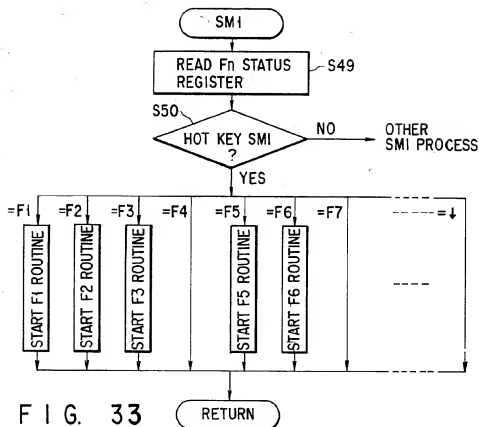 SMI
READ Fn STATUS
REGISTER
S49
S50
HOT KEY SMI
?
NO
OTHER
SMI PROCESS
YES
=F1
=F2
=F3
=F4
=F5
=F6
=F7
=↓
START F1 ROUTINE
START F2 ROUTINE
START F3 ROUTINE
START F5 ROUTINE
START F6 ROUTINE
FIG. 33
RETURN